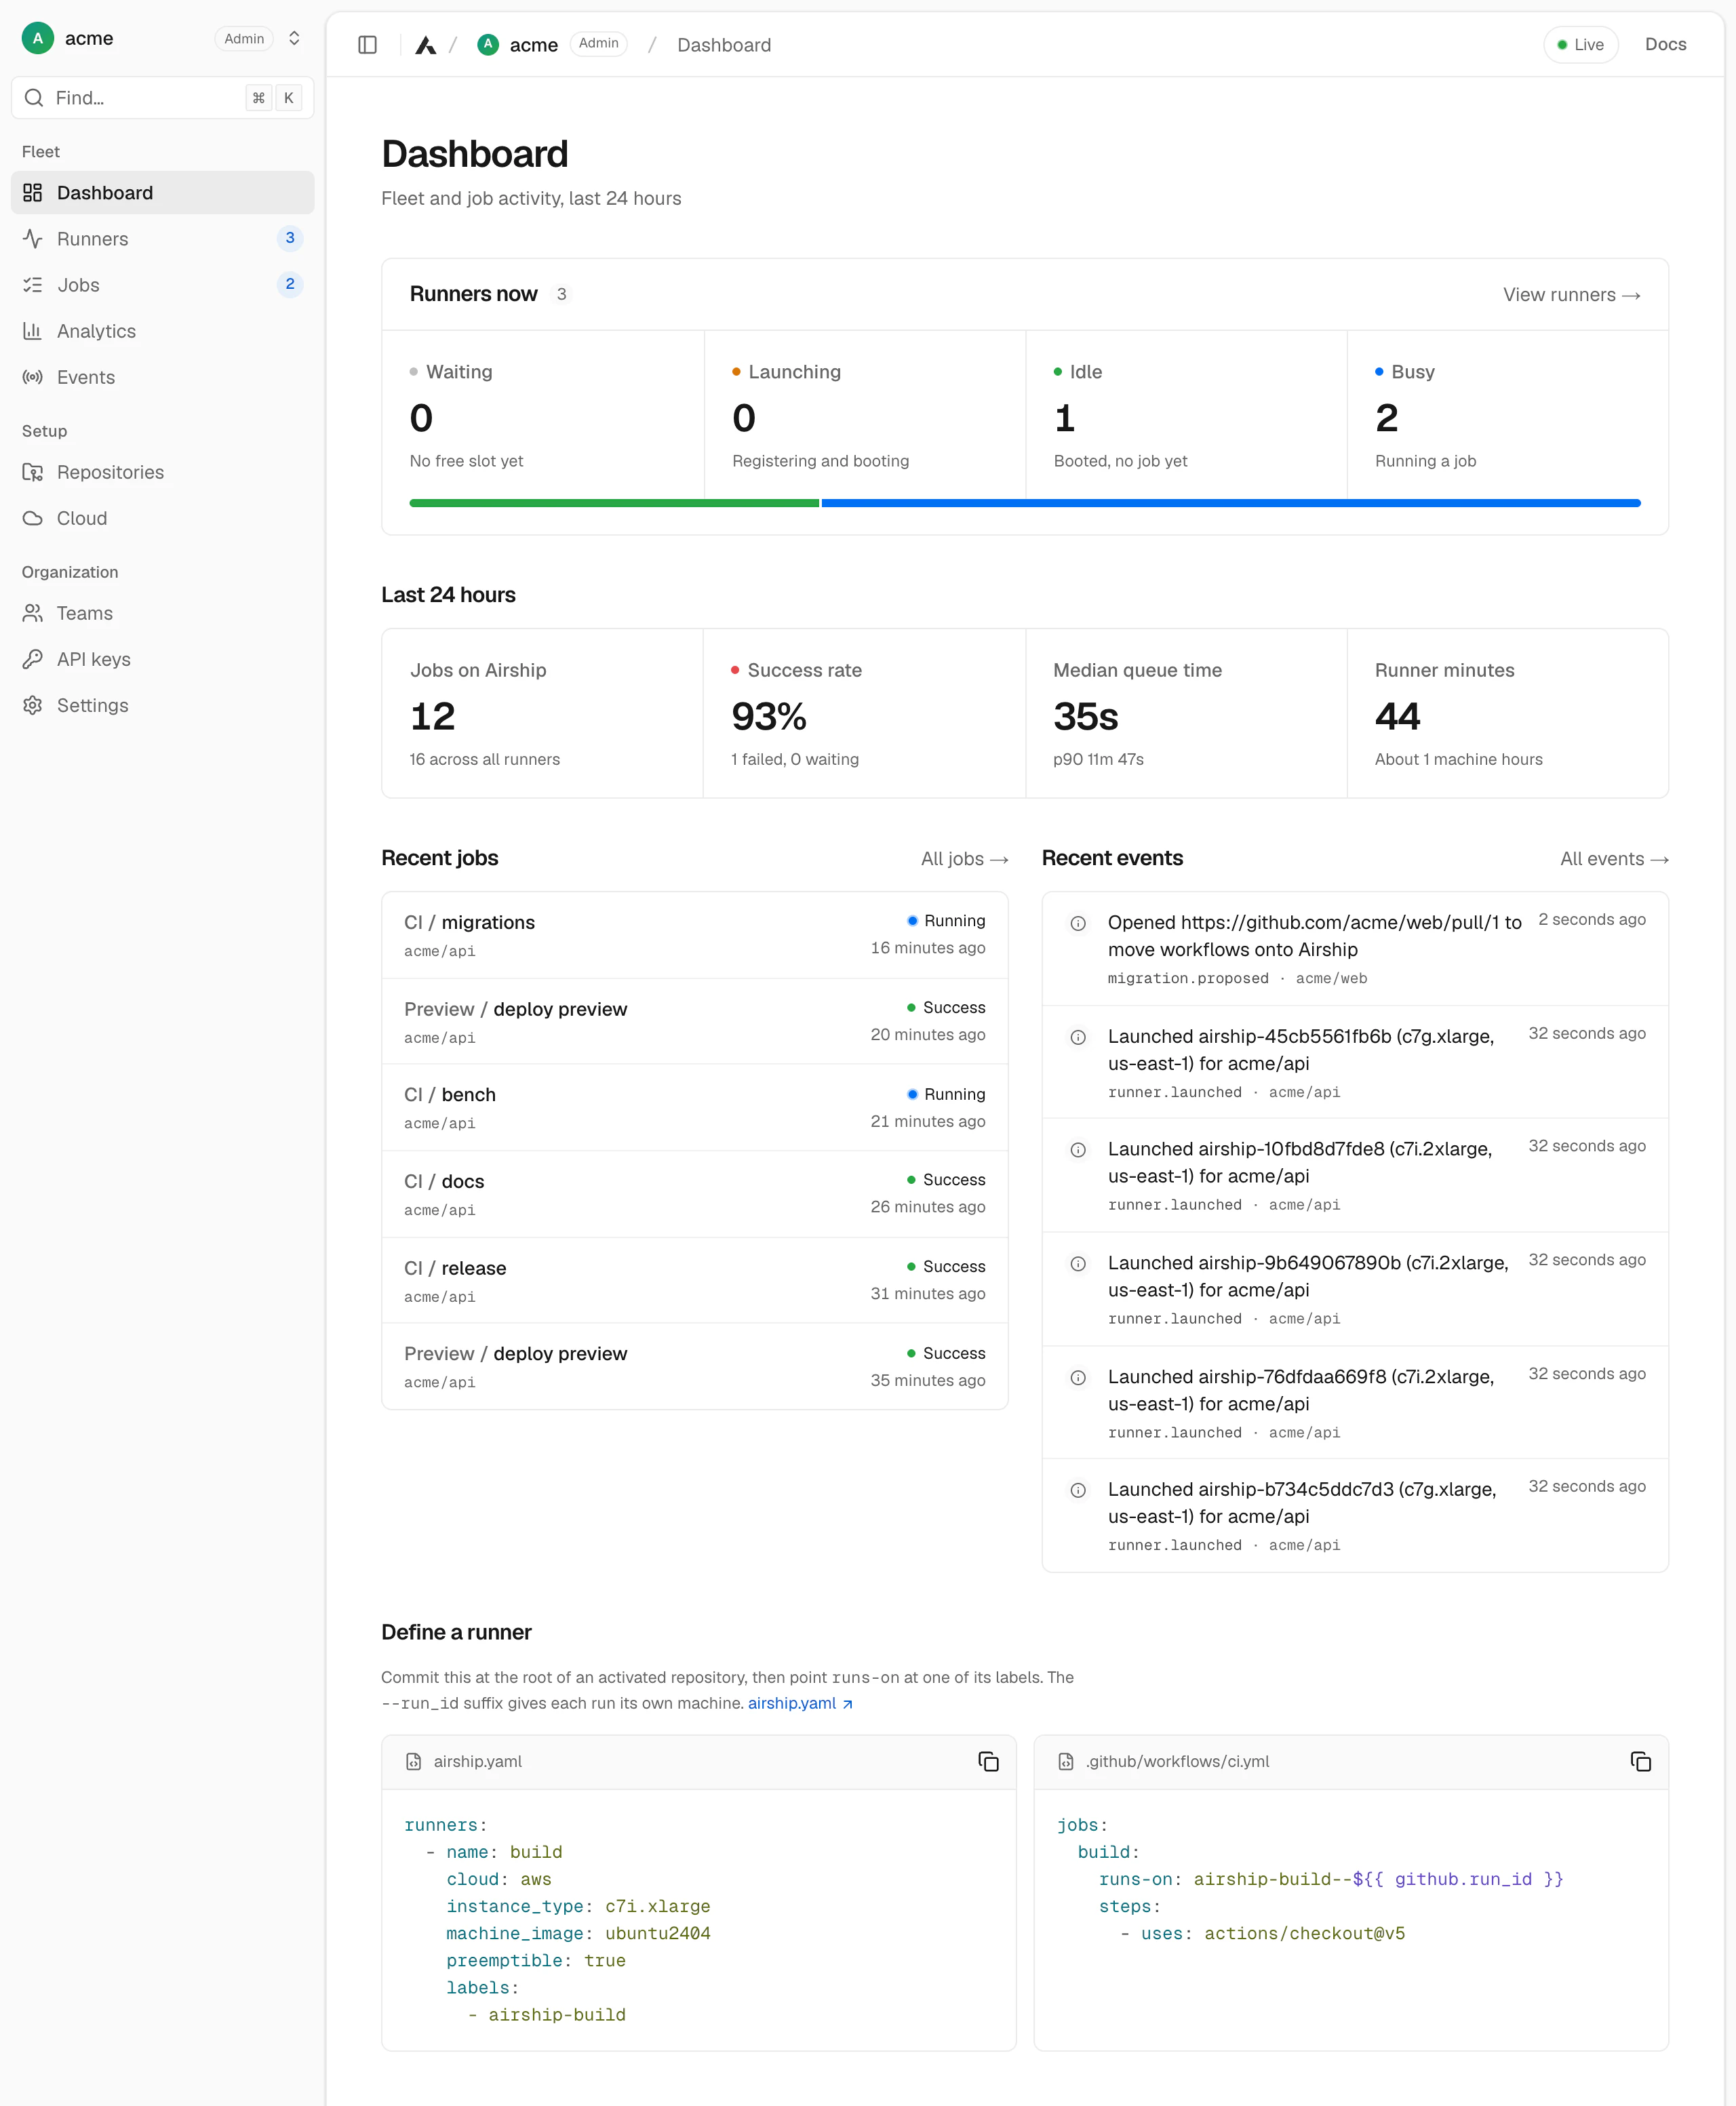 A acme Admin
Find... ⌘ K
Fleet
Dashboard
Runners 3
Jobs 2
Analytics
Events
Setup
Repositories
Cloud
Organization
Teams
API keys
Settings
/ A acme Admin / Dashboard
Live Docs
Dashboard
Fleet and job activity, last 24 hours
Runners now 3
View runners →
Waiting
0
No free slot yet
Launching
0
Registering and booting
Idle
1
Booted, no job yet
Busy
2
Running a job
Last 24 hours
Jobs on Airship
12
16 across all runners
Success rate
93%
1 failed, 0 waiting
Median queue time
35s
p90 11m 47s
Runner minutes
44
About 1 machine hours
Recent jobs
All jobs →
CI / migrations
acme/api
Running
16 minutes ago
Preview / deploy preview
acme/api
Success
20 minutes ago
CI / bench
acme/api
Running
21 minutes ago
CI / docs
acme/api
Success
26 minutes ago
CI / release
acme/api
Success
31 minutes ago
Preview / deploy preview
acme/api
Success
35 minutes ago
Recent events
All events →
Opened https://github.com/acme/web/pull/1 to
move workflows onto Airship
migration.proposed · acme/web
2 seconds ago
Launched airship-45cb5561fb6b (c7g.xlarge,
us-east-1) for acme/api
runner.launched · acme/api
32 seconds ago
Launched airship-10fbd8d7fde8 (c7i.2xlarge,
us-east-1) for acme/api
runner.launched · acme/api
32 seconds ago
Launched airship-9b649067890b (c7i.2xlarge,
us-east-1) for acme/api
runner.launched · acme/api
32 seconds ago
Launched airship-76dfdaa669f8 (c7i.2xlarge,
us-east-1) for acme/api
runner.launched · acme/api
32 seconds ago
Launched airship-b734c5ddc7d3 (c7g.xlarge,
us-east-1) for acme/api
runner.launched · acme/api
32 seconds ago
Define a runner
Commit this at the root of an activated repository, then point runs-on at one of its labels. The
--run_id suffix gives each run its own machine. airship.yaml ↗
airship.yaml
runners:
  - name: build
    cloud: aws
    instance_type: c7i.xlarge
    machine_image: ubuntu2404
    preemptible: true
    labels:
      - airship-build
.github/workflows/ci.yml
jobs:
  build:
    runs-on: airship-build--${{ github.run_id }}
    steps:
      - uses: actions/checkout@v5